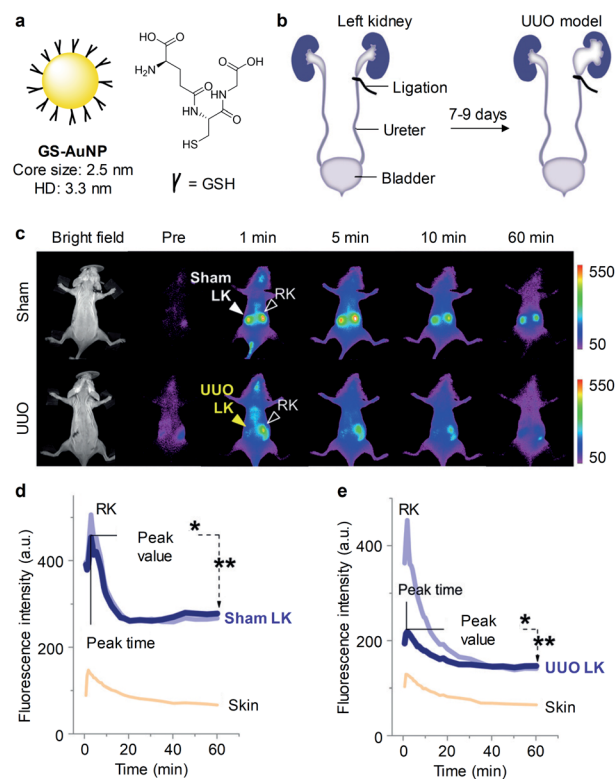 a
HO
O
OH
O
H₂N
NH
O
O
N
H
HS
GS-AuNP
Core size: 2.5 nm
HD: 3.3 nm
= GSH
b
Left kidney
UUO model
Ligation
Ureter
7-9 days
Bladder
c
Bright field
Pre
1 min
5 min
10 min
60 min
Sham
Sham
LK
RK
550
50
UUO
UUO
LK
RK
550
50
d
Fluorescence intensity (a.u.)
400
200
0
RK
Peak
value
*
**
Peak time
Sham LK
Skin
0
20
40
60
Time (min)
e
Fluorescence intensity (a.u.)
400
200
0
RK
Peak time
Peak
value
*
**
UUO LK
Skin
0
20
40
60
Time (min)